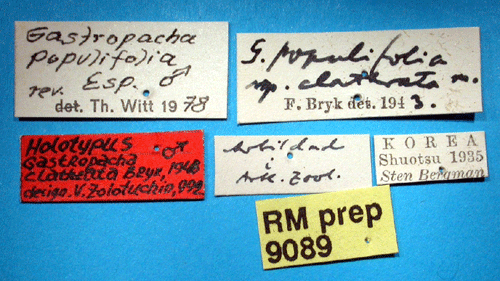 Gastropacha
populifolia
rev. Esp. ♂
det. Th. Witt 1978
G. populifolia
sp. clathrata n.
F. Bryk det. 1943.
Holotypus ♂
Gastropacha
clathrata Bryk, 1948
design. V. Zolotuchin, 999
Avbildad
i
Ark. Zool.
KOREA
Shuotsu 1935
Sten Bergman
RM prep
9089